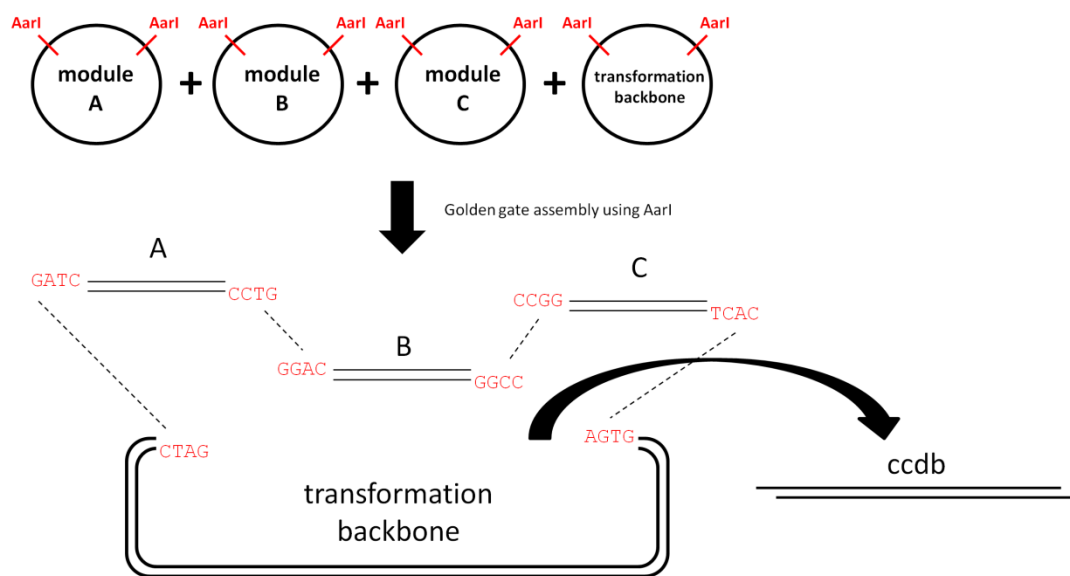 AarI AarI AarI AarI AarI AarI AarI AarI
module
A
+
module
B
+
module
C
+
transformation
backbone
Golden gate assembly using AarI
A
GATC
CCTG
B
GGAC
GGCC
C
CCGG
TCAC
CTAG
AGTG
transformation
backbone
ccdb